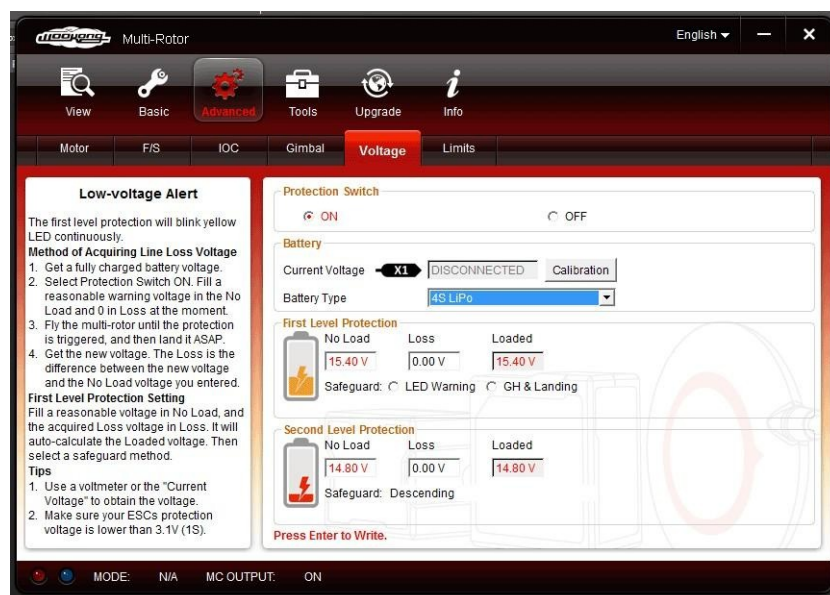 Multi-Rotor
English
View Basic Advanced Tools Upgrade Info
Motor F/S IOC Gimbal Voltage Limits
Low-voltage Alert
The first level protection will blink yellow
LED continuously.
Method of Acquiring Line Loss Voltage
1. Get a fully charged battery voltage.
2. Select Protection Switch ON. Fill a
reasonable warning voltage in the No
Load and 0 in Loss at the moment.
3. Fly the multi-rotor until the protection
is triggered, and then land it ASAP.
4. Get the new voltage. The Loss is the
difference between the new voltage
and the No Load voltage you entered.
First Level Protection Setting
Fill a reasonable voltage in No Load, and
the acquired Loss voltage in Loss. It will
auto-calculate the Loaded voltage. Then
select a safeguard method.
Tips
1. Use a voltmeter or the "Current
Voltage" to obtain the voltage.
2. Make sure your ESCs protection
voltage is lower than 3.1V (1S).
Protection Switch
ON OFF
Battery
Current Voltage X1 DISCONNECTED Calibration
Battery Type 4S LiPo
First Level Protection
No Load Loss Loaded
15.40 V 0.00 V 15.40 V
Safeguard: LED Warning GH & Landing
Second Level Protection
No Load Loss Loaded
14.80 V 0.00 V 14.80 V
Safeguard: Descending
Press Enter to Write.
MODE: N/A MC OUTPUT: ON